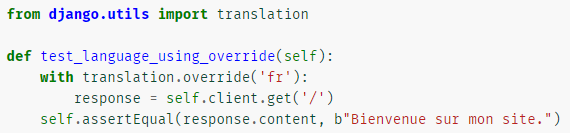 from django.utils import translation
def test_language_using_override(self):
with translation.override('fr'):
response = self.client.get('/')
self.assertEqual(response.content, b"Bienvenue sur mon site.")